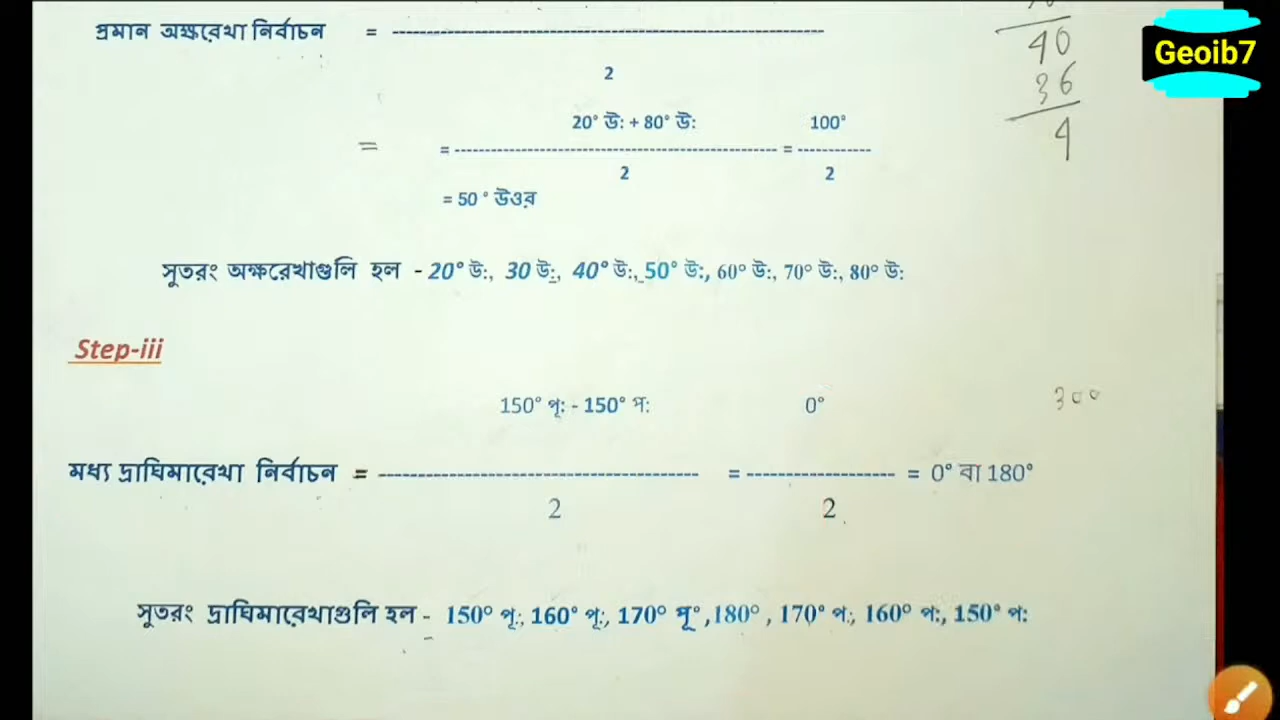 Geoib7
40
36
4
প্রমান অক্ষরেখা নির্বাচন = ----------------------------------------
2
20° উ: + 80° উ: 100°
= = ---------------------------------------- = ------------
2 2
= 50 ° উওর
সুতরং অক্ষরেখাগুলি হল - 20° উ:, 30 উ:, 40° উ:, 50° উ:, 60° উ:, 70° উ:, 80° উ:
Step-iii
150° পূ: - 150° প: 0°
300
মধ্য দ্রাঘিমারেখা নির্বাচন = ---------------------------------- = ---------------- = 0° বা 180°
2 2
সুতরং দ্রাঘিমারেখাগুলি হল - 150° পূ:, 160° পূ:, 170° পূ°, 180° , 170° প:, 160° প:, 150° প: